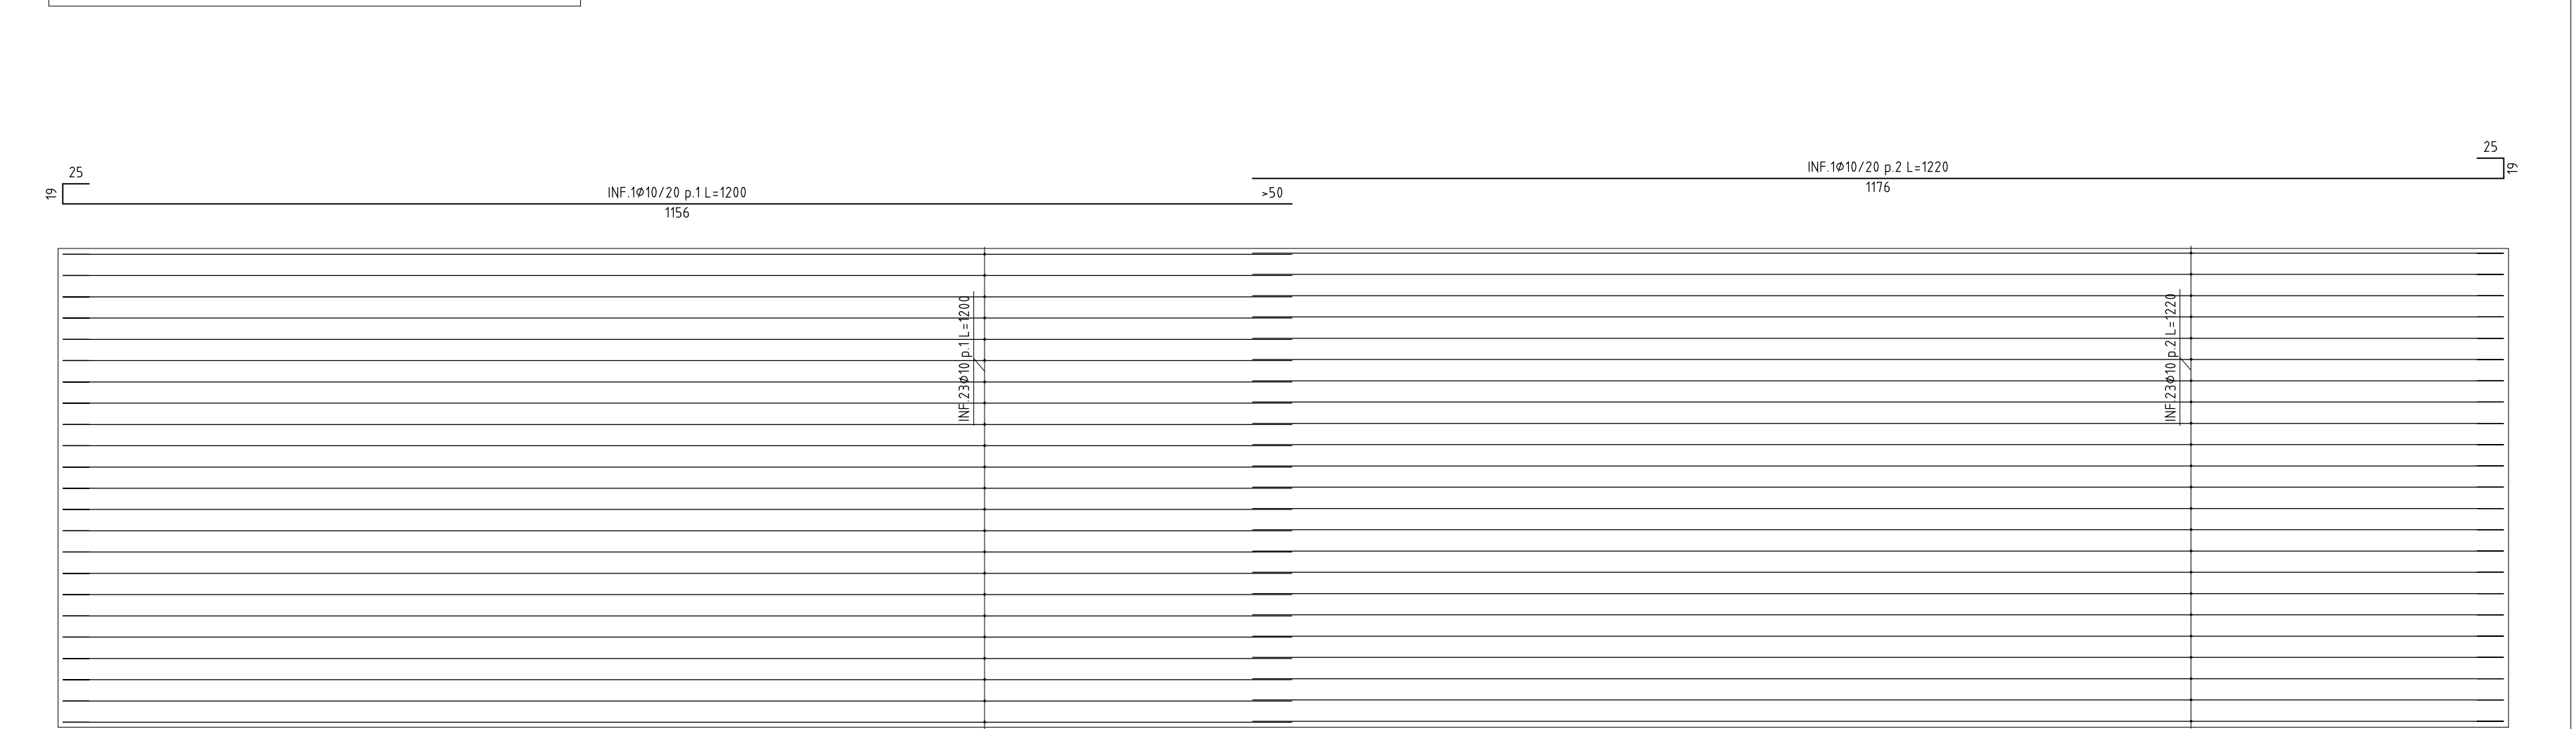 25
INF.1Ø10/20 p.2 L=1220
19
1176
25
19
INF.1Ø10/20 p.1 L=1200
>50
1156
INF.23Ø10 p.1 L=1200
INF.23Ø10 p.2 L=1220